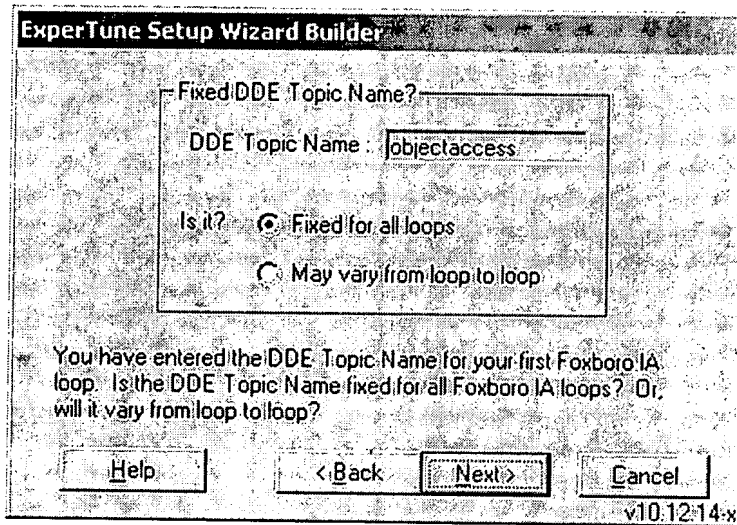 ExperTune Setup Wizard Builder
Fixed DDE Topic Name?
DDE Topic Name : objectaccess
Is it? Fixed for all loops
May vary from loop to loop
You have entered the DDE Topic Name for your first Foxboro IA
loop. Is the DDE Topic Name fixed for all Foxboro IA loops? Or,
will it vary from loop to loop?
Help < Back Next > Cancel
v10.12.14-x